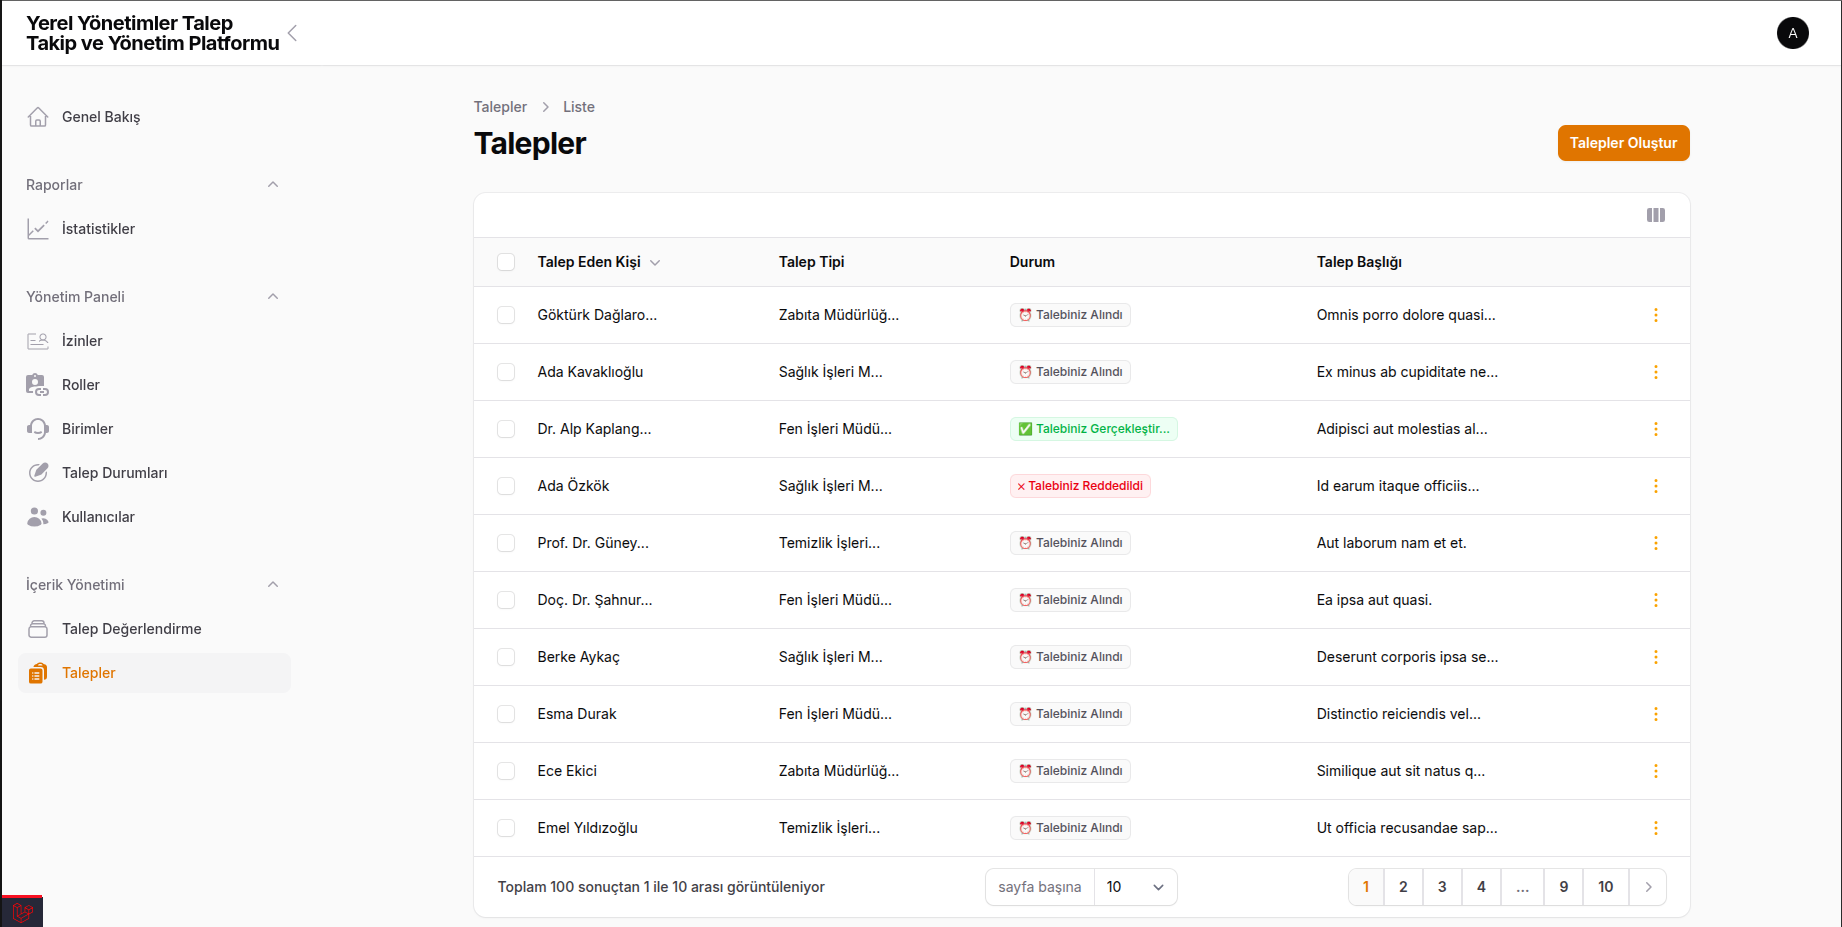 Yerel Yönetimler Talep
Takip ve Yönetim Platformu
A
Genel Bakış
Raporlar
İstatistikler
Yönetim Paneli
İzinler
Roller
Birimler
Talep Durumları
Kullanıcılar
İçerik Yönetimi
Talep Değerlendirme
Talepler
Talepler Liste
Talepler
Talepler Oluştur
Talep Eden Kişi Talep Tipi Durum Talep Başlığı
Göktürk Dağlaro... Zabıta Müdürlüğ... Talebiniz Alındı Omnis porro dolore quasi...
Ada Kavaklıoğlu Sağlık İşleri M... Talebiniz Alındı Ex minus ab cupiditate ne...
Dr. Alp Kaplang... Fen İşleri Müdü... Talebiniz Gerçekleştir... Adipisci aut molestias al...
Ada Özkök Sağlık İşleri M... Talebiniz Reddedildi Id earum itaque officiis...
Prof. Dr. Güney... Temizlik İşleri... Talebiniz Alındı Aut laborum nam et et.
Doç. Dr. Şahnur... Fen İşleri Müdü... Talebiniz Alındı Ea ipsa aut quasi.
Berke Aykaç Sağlık İşleri M... Talebiniz Alındı Deserunt corporis ipsa se...
Esma Durak Fen İşleri Müdü... Talebiniz Alındı Distinctio reiciendis vel...
Ece Ekici Zabıta Müdürlüğ... Talebiniz Alındı Similique aut sit natus q...
Emel Yıldızoğlu Temizlik İşleri... Talebiniz Alındı Ut officia recusandae sap...
Toplam 100 sonuçtan 1 ile 10 arası görüntüleniyor sayfa başına 10 1 2 3 4 ... 9 10